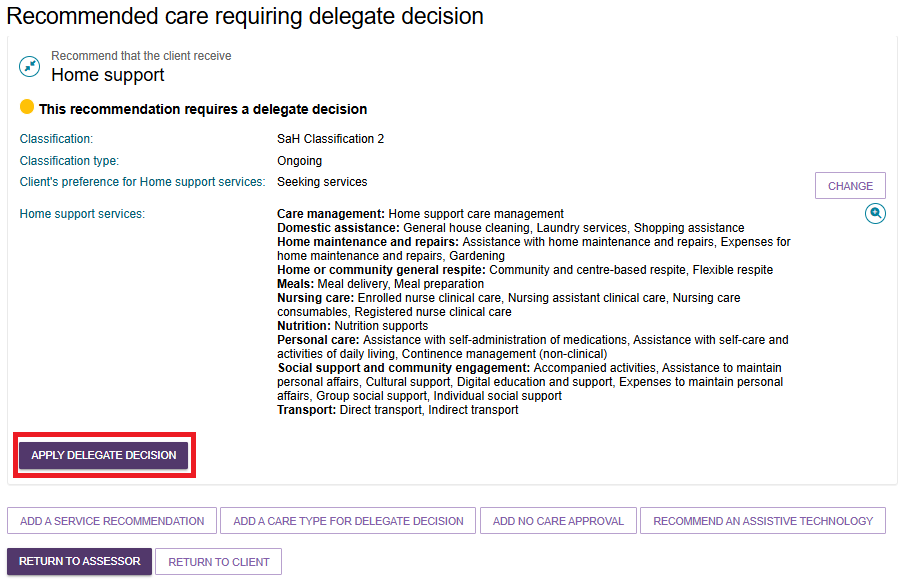 Recommended care requiring delegate decision
Recommend that the client receive
Home support
This recommendation requires a delegate decision
Classification: SaH Classification 2
Classification type: Ongoing
Client's preference for Home support services: Seeking services
CHANGE
Home support services: Care management: Home support care management
Domestic assistance: General house cleaning, Laundry services, Shopping assistance
Home maintenance and repairs: Assistance with home maintenance and repairs, Expenses for
home maintenance and repairs, Gardening
Home or community general respite: Community and centre-based respite, Flexible respite
Meals: Meal delivery, Meal preparation
Nursing care: Enrolled nurse clinical care, Nursing assistant clinical care, Nursing care
consumables, Registered nurse clinical care
Nutrition: Nutrition supports
Personal care: Assistance with self-administration of medications, Assistance with self-care and
activities of daily living, Continence management (non-clinical)
Social support and community engagement: Accompanied activities, Assistance to maintain
personal affairs, Cultural support, Digital education and support, Expenses to maintain personal
affairs, Group social support, Individual social support
Transport: Direct transport, Indirect transport
APPLY DELEGATE DECISION
ADD A SERVICE RECOMMENDATION ADD A CARE TYPE FOR DELEGATE DECISION ADD NO CARE APPROVAL RECOMMEND AN ASSISTIVE TECHNOLOGY
RETURN TO ASSESSOR RETURN TO CLIENT